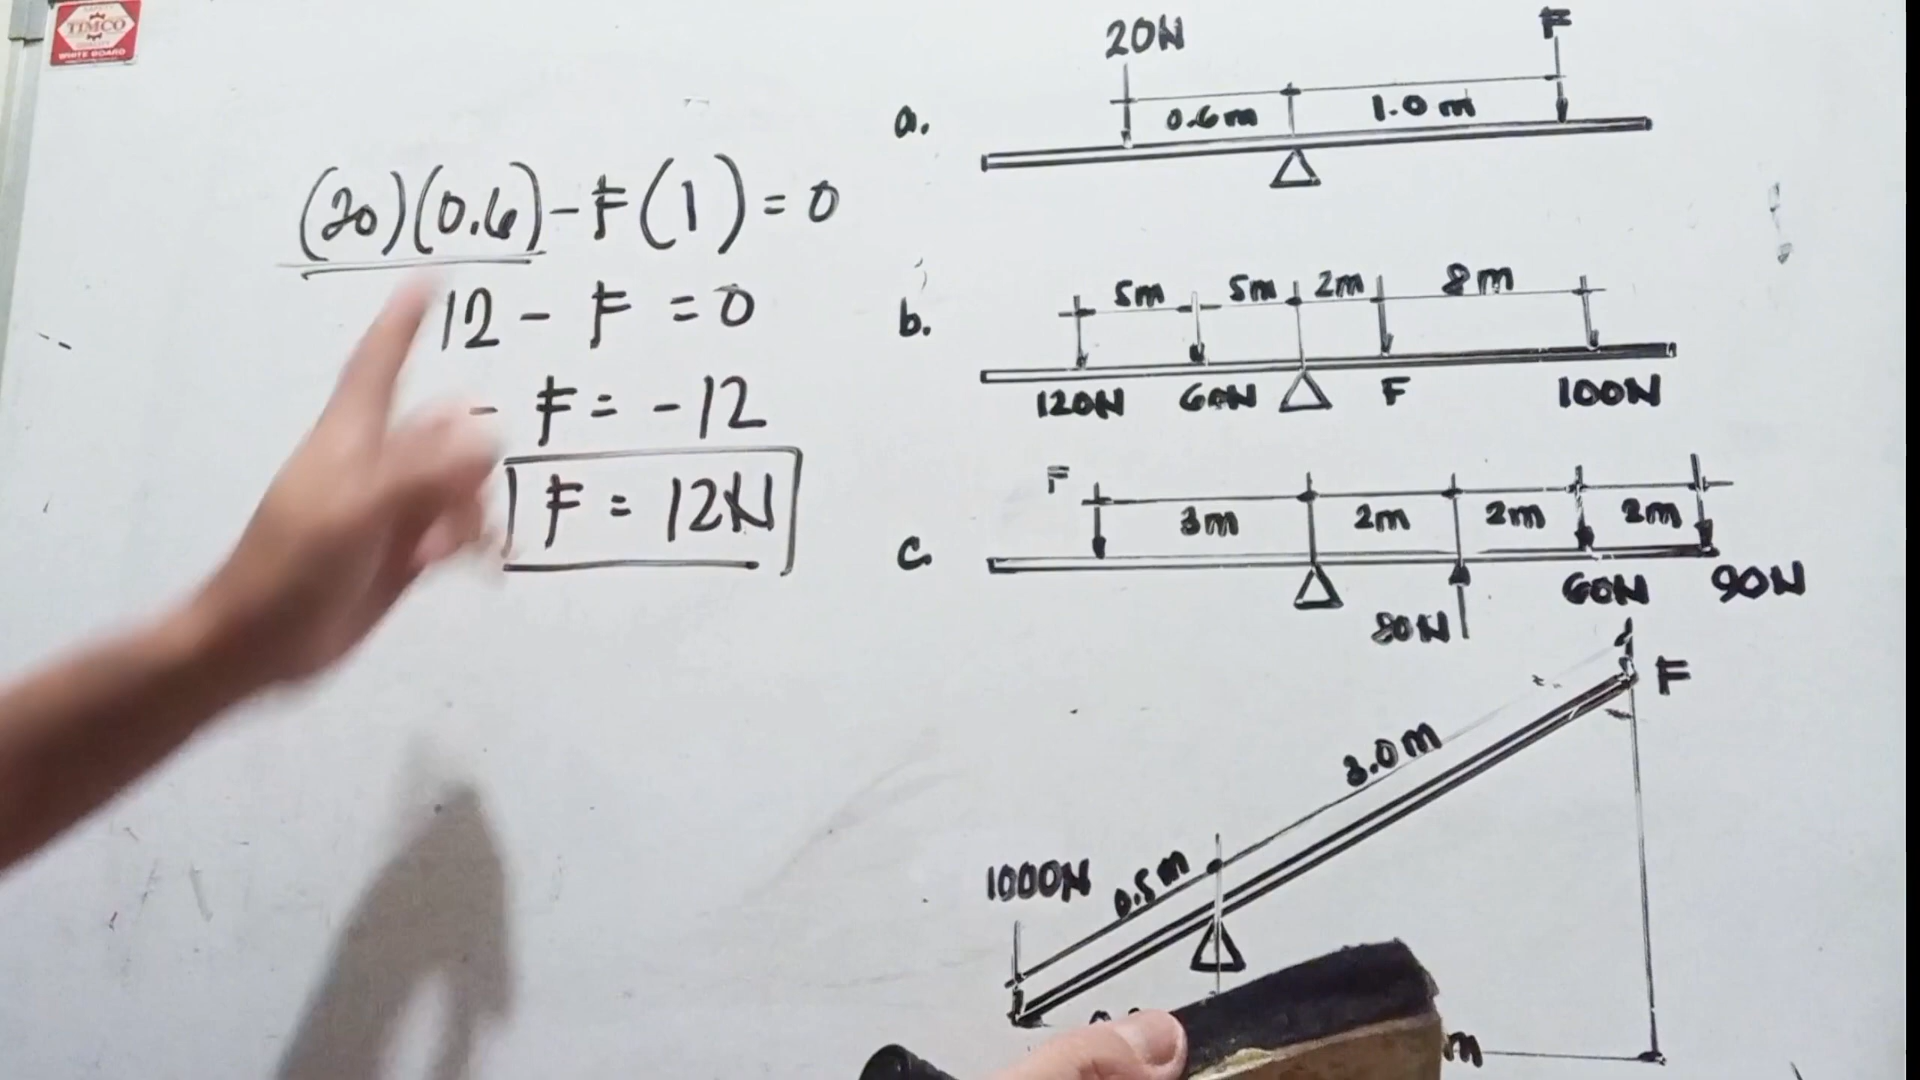 TIMCO
WHITE BOARD
(20)(0.6) - F(1) = 0
12 - F = 0
- F = -12
F = 12N
a.
20N F
0.6m 1.0m
b.
5m 5m 2m 8m
120N 60N F 100N
c.
F
3m 2m 2m 2m
80N 60N 90N
F
3.0m
0.5m
1000N
m